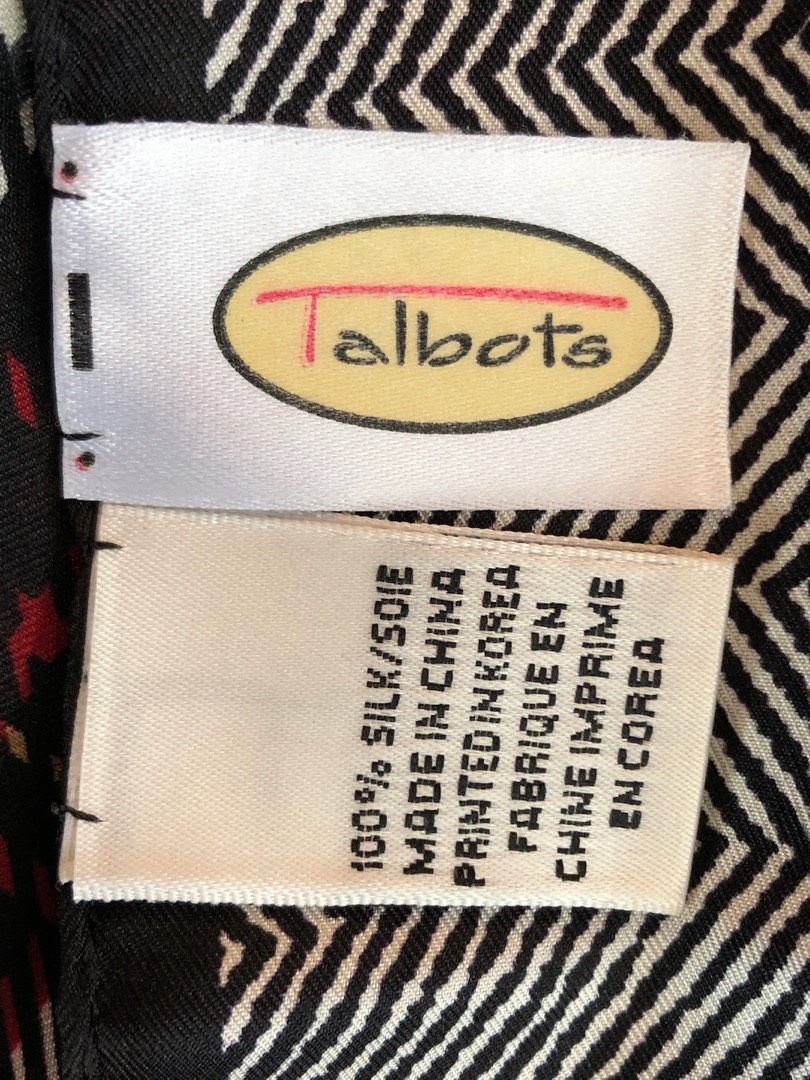 Talbots
100% SILK/SOIE
MADE IN CHINA
PRINTED IN KOREA
FABRIQUE EN
CHINE IMPRIME
EN COREA